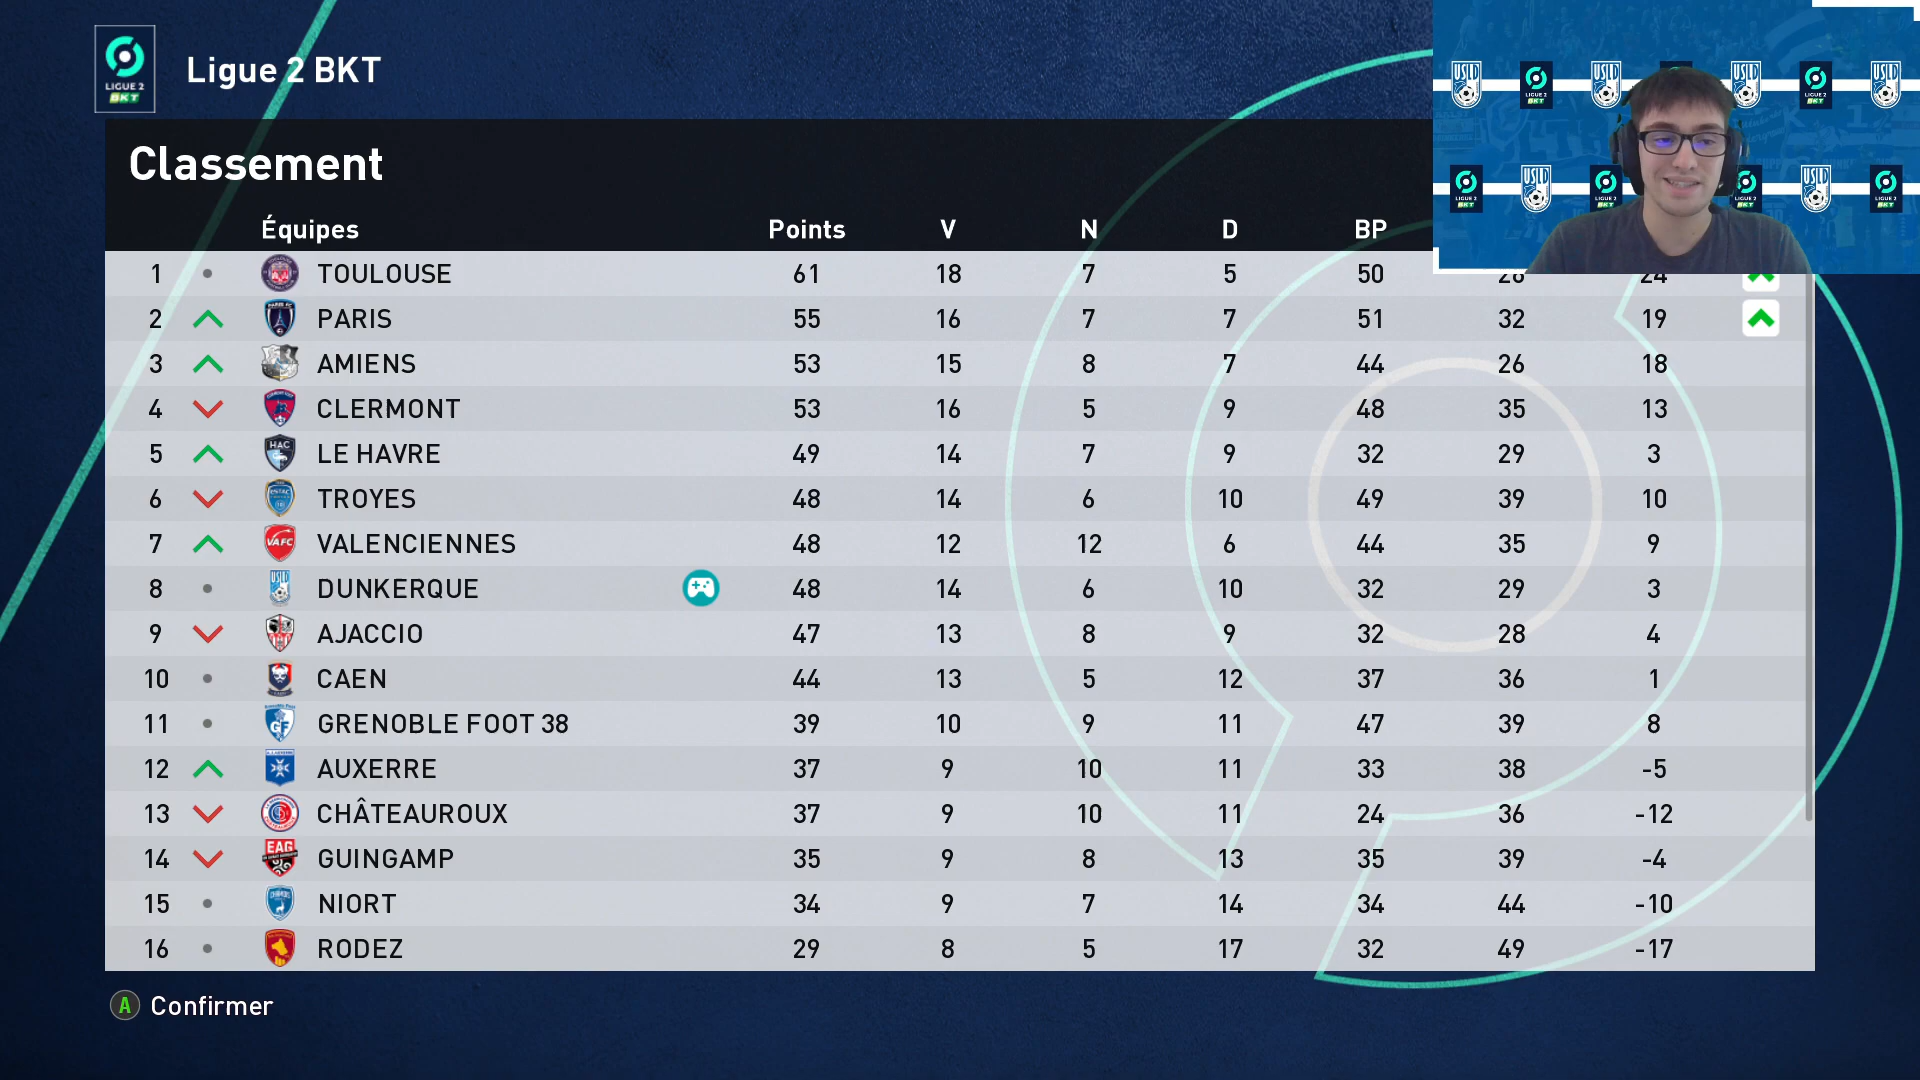 Ligue 2 BKT
LIGUE 2
BKT
Classement
Équipes Points V N D BP
1 TOULOUSE 61 18 7 5 50 26 24
2 PARIS 55 16 7 7 51 32 19
3 AMIENS 53 15 8 7 44 26 18
4 CLERMONT 53 16 5 9 48 35 13
5 LE HAVRE 49 14 7 9 32 29 3
6 TROYES 48 14 6 10 49 39 10
7 VALENCIENNES 48 12 12 6 44 35 9
8 DUNKERQUE 48 14 6 10 32 29 3
9 AJACCIO 47 13 8 9 32 28 4
10 CAEN 44 13 5 12 37 36 1
11 GRENOBLE FOOT 38 39 10 9 11 47 39 8
12 AUXERRE 37 9 10 11 33 38 -5
13 CHÂTEAUROUX 37 9 10 11 24 36 -12
14 GUINGAMP 35 9 8 13 35 39 -4
15 NIORT 34 9 7 14 34 44 -10
16 RODEZ 29 8 5 17 32 49 -17
A Confirmer